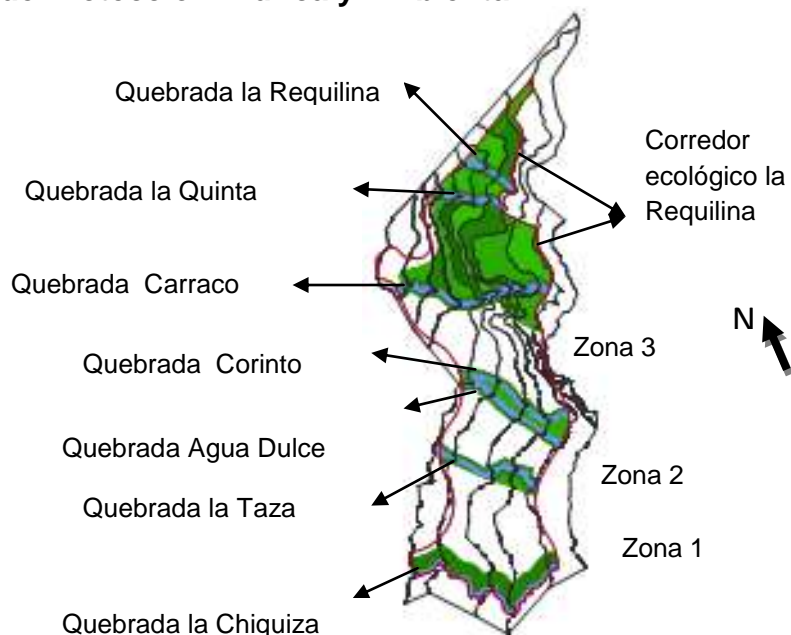 Quebrada la Requilina
Corredor
ecológico la
Requilina
Quebrada la Quinta
Quebrada Carraco
N
Zona 3
Quebrada Corinto
Quebrada Agua Dulce
Zona 2
Quebrada la Taza
Zona 1
Quebrada la Chiguiza